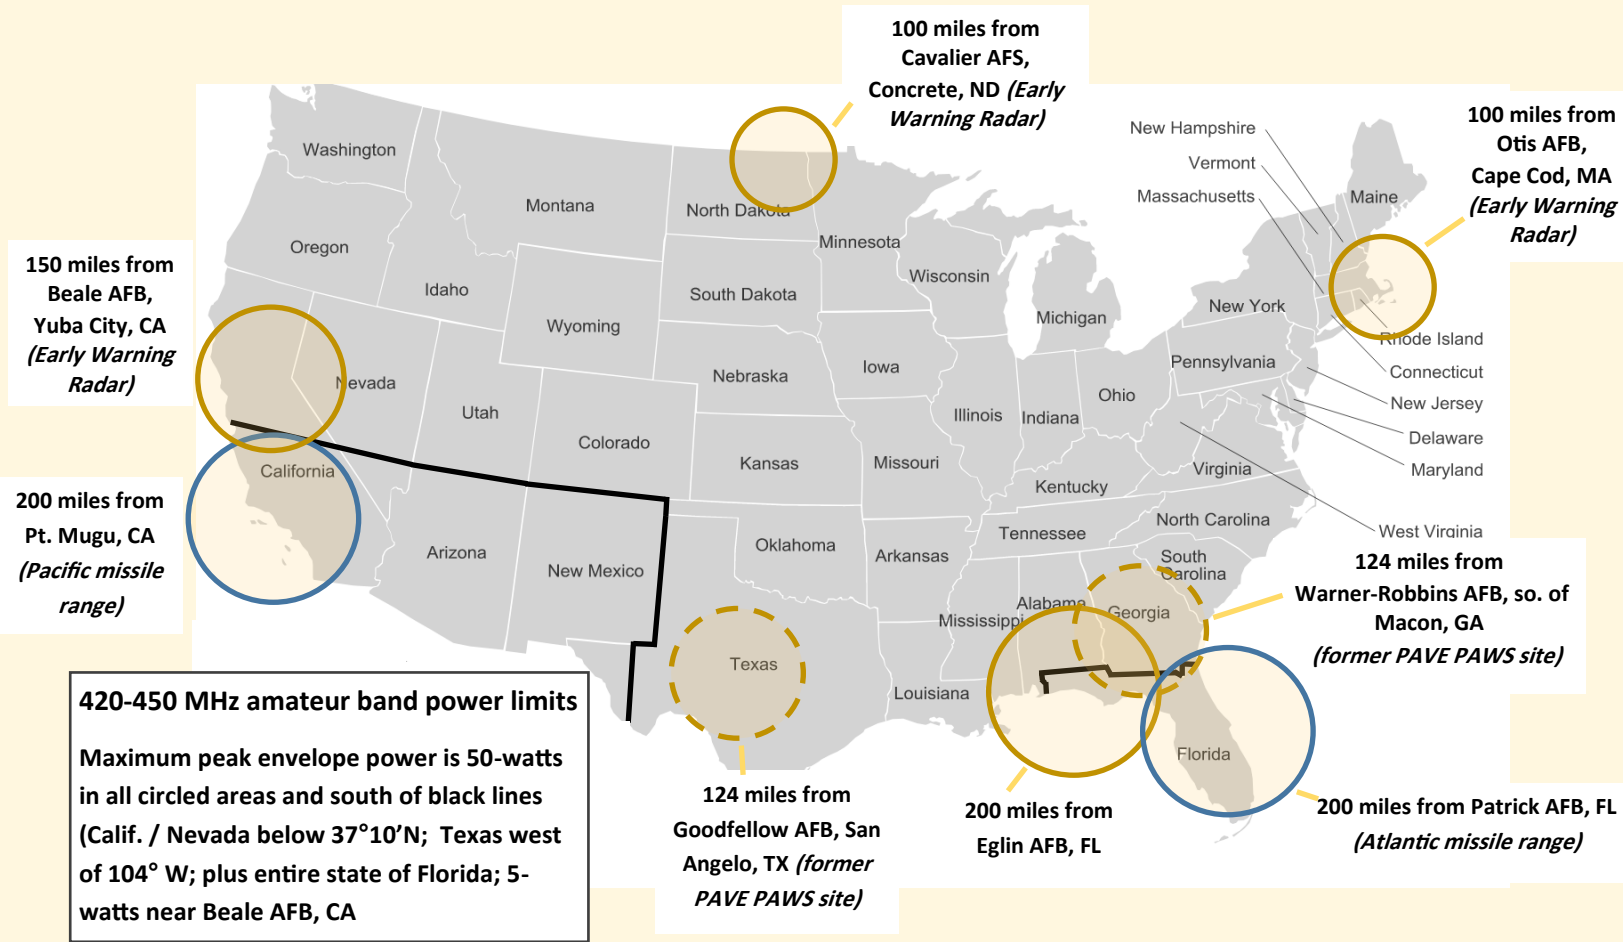 100 miles from
Cavalier AFS,
Concrete, ND (Early
Warning Radar)
100 miles from
Otis AFB,
Cape Cod, MA
(Early Warning
Radar)
150 miles from
Beale AFB,
Yuba City, CA
(Early Warning
Radar)
200 miles from
Pt. Mugu, CA
(Pacific missile
range)
Washington
Oregon
Idaho
Montana
North Dakota
Minnesota
Wisconsin
South Dakota
Wyoming
Michigan
New Hampshire
Vermont
Massachusetts
Maine
New York
Rhode Island
Connecticut
New Jersey
Delaware
Maryland
West Virginia
Pennsylvania
Nevada
Utah
Colorado
Nebraska
Iowa
Illinois
Indiana
Ohio
California
Kansas
Missouri
Kentucky
Virginia
Arizona
New Mexico
Oklahoma
Arkansas
Tennessee
North Carolina
South
Carolina
Mississippi
Alabama
Georgia
Texas
Louisiana
Florida
124 miles from
Warner-Robbins AFB, so. of
Macon, GA
(former PAVE PAWS site)
124 miles from
Goodfellow AFB, San
Angelo, TX (former
PAVE PAWS site)
200 miles from
Eglin AFB, FL
200 miles from Patrick AFB, FL
(Atlantic missile range)
420-450 MHz amateur band power limits
Maximum peak envelope power is 50-watts
in all circled areas and south of black lines
(Calif. / Nevada below 37°10’N; Texas west
of 104° W; plus entire state of Florida; 5-
watts near Beale AFB, CA